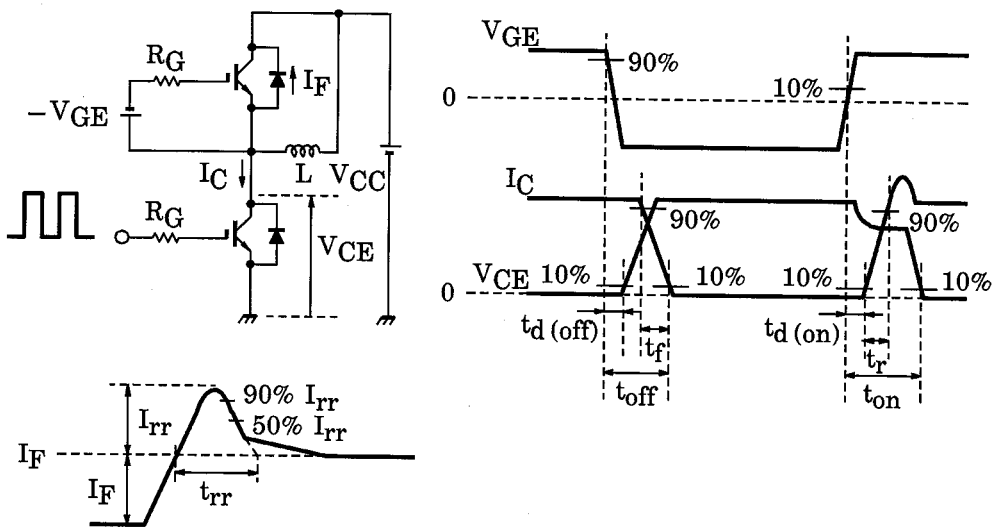 R_G
I_F
−V_GE
I_C
L
V_CC
R_G
V_CE
V_GE
90%
10%
0
I_C
90%
90%
V_CE
10%
10%
10%
10%
0
t_d (off)
t_f
t_off
t_d (on)
t_r
t_on
I_rr
90% I_rr
50% I_rr
I_F
I_F
t_rr